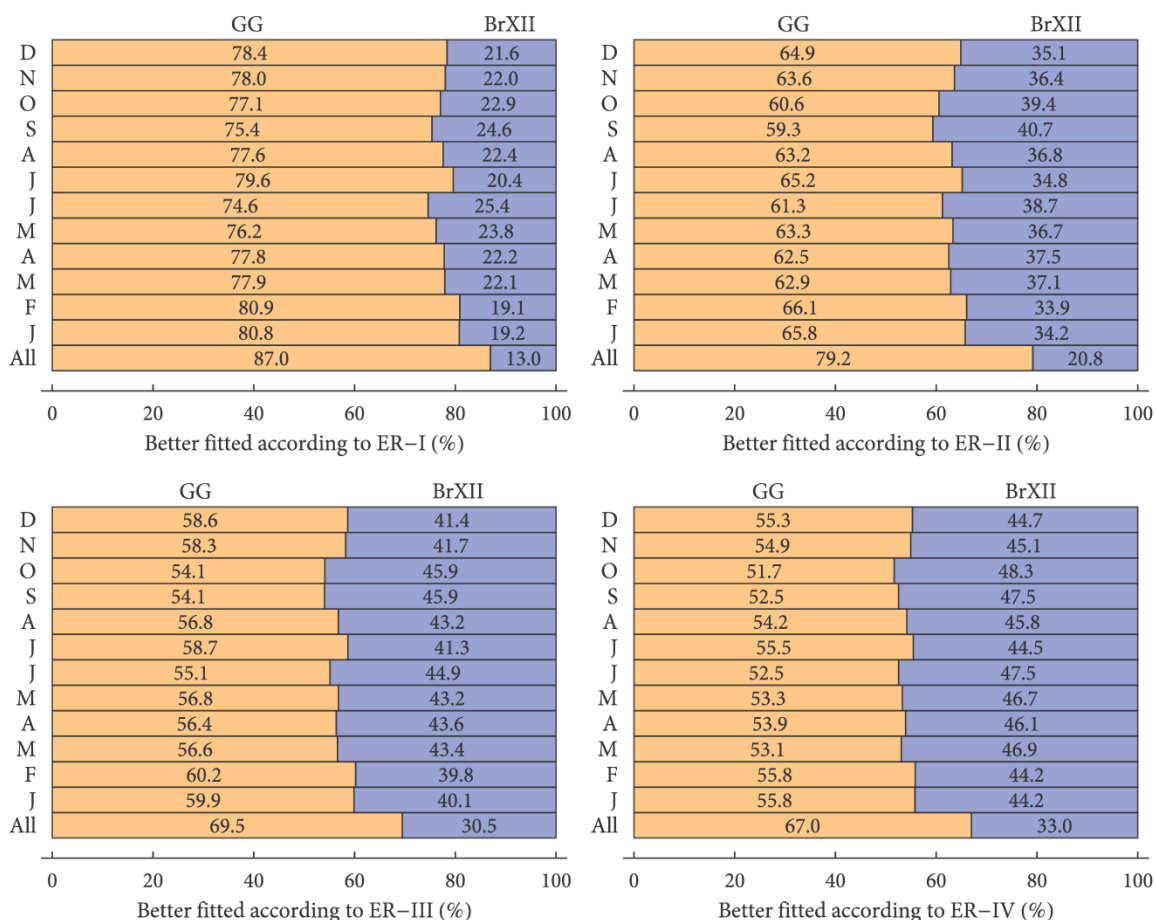 GG BrXII
D 78.4 21.6
N 78.0 22.0
O 77.1 22.9
S 75.4 24.6
A 77.6 22.4
J 79.6 20.4
J 74.6 25.4
M 76.2 23.8
A 77.8 22.2
M 77.9 22.1
F 80.9 19.1
J 80.8 19.2
All 87.0 13.0
0 20 40 60 80 100
Better fitted according to ER−I (%)
GG BrXII
64.9 35.1
63.6 36.4
60.6 39.4
59.3 40.7
63.2 36.8
65.2 34.8
61.3 38.7
63.3 36.7
62.5 37.5
62.9 37.1
66.1 33.9
65.8 34.2
79.2 20.8
0 20 40 60 80 100
Better fitted according to ER−II (%)
GG BrXII
D 58.6 41.4
N 58.3 41.7
O 54.1 45.9
S 54.1 45.9
A 56.8 43.2
J 58.7 41.3
J 55.1 44.9
M 56.8 43.2
A 56.4 43.6
M 56.6 43.4
F 60.2 39.8
J 59.9 40.1
All 69.5 30.5
0 20 40 60 80 100
Better fitted according to ER−III (%)
GG BrXII
D 55.3 44.7
N 54.9 45.1
O 51.7 48.3
S 52.5 47.5
A 54.2 45.8
J 55.5 44.5
J 52.5 47.5
M 53.3 46.7
A 53.9 46.1
M 53.1 46.9
F 55.8 44.2
J 55.8 44.2
All 67.0 33.0
0 20 40 60 80 100
Better fitted according to ER−IV (%)